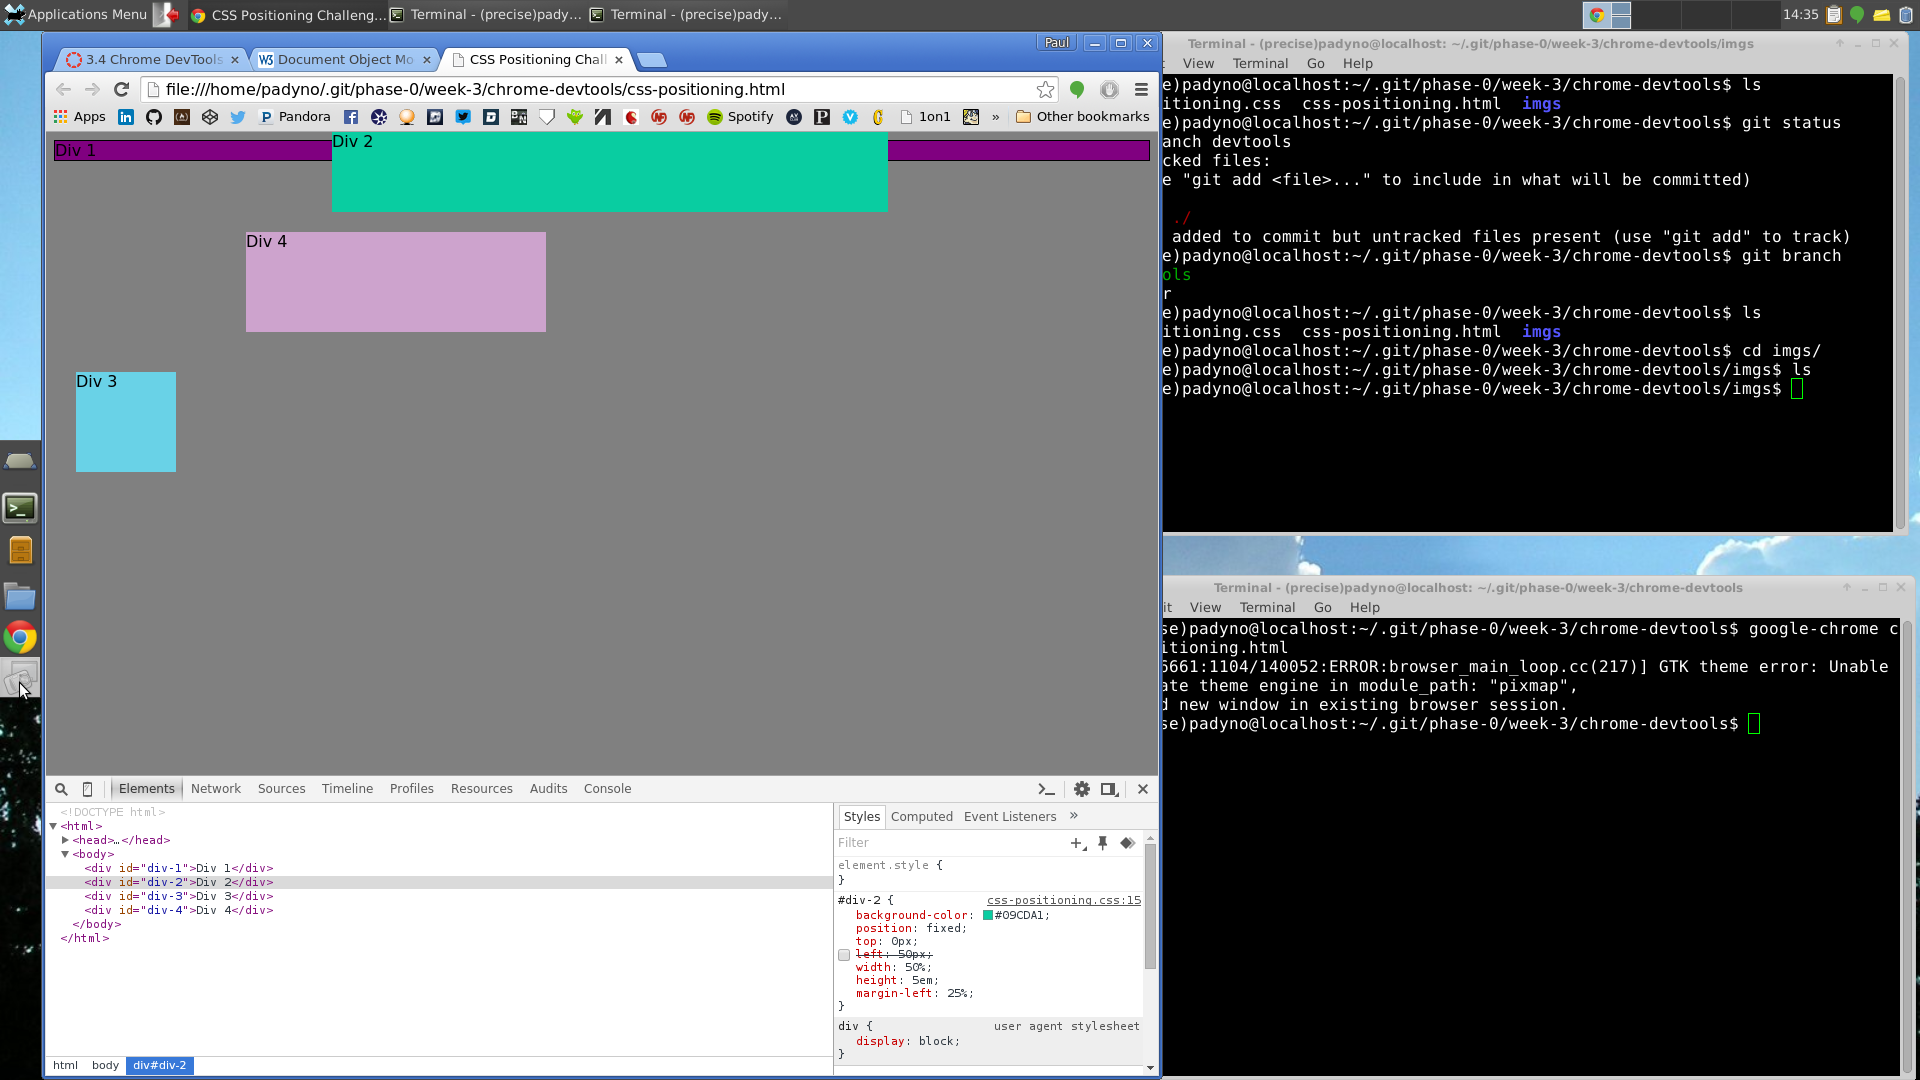 Applications Menu
CSS Positioning Challeng...
Terminal - (precise)pady...
Terminal - (precise)pady...
14:35
Paul
3.4 Chrome DevTools
Document Object Mo
CSS Positioning Chall
file:///home/padyno/.git/phase-0/week-3/chrome-devtools/css-positioning.html
Apps
Pandora
Spotify
1on1
»
Other bookmarks
Div 1
Div 2
Div 4
Div 3
Elements Network Sources Timeline Profiles Resources Audits Console
<!DOCTYPE html>
<html>
<head>…</head>
<body>
<div id="div-1">Div 1</div>
<div id="div-2">Div 2</div>
<div id="div-3">Div 3</div>
<div id="div-4">Div 4</div>
</body>
</html>
html body div#div-2
Styles Computed Event Listeners »
Filter
element.style {
}
#div-2 { css-positioning.css:15
background-color: #09CDA1;
position: fixed;
top: 0px;
left: 50px;
width: 50%;
height: 5em;
margin-left: 25%;
}
div { user agent stylesheet
display: block;
}
Terminal - (precise)padyno@localhost: ~/.git/phase-0/week-3/chrome-devtools/imgs
View Terminal Go Help
e)padyno@localhost:~/.git/phase-0/week-3/chrome-devtools$ ls
itioning.css css-positioning.html imgs
e)padyno@localhost:~/.git/phase-0/week-3/chrome-devtools$ git status
anch devtools
cked files:
e "git add <file>..." to include in what will be committed)
./
added to commit but untracked files present (use "git add" to track)
e)padyno@localhost:~/.git/phase-0/week-3/chrome-devtools$ git branch
ols
r
e)padyno@localhost:~/.git/phase-0/week-3/chrome-devtools$ ls
itioning.css css-positioning.html imgs
e)padyno@localhost:~/.git/phase-0/week-3/chrome-devtools$ cd imgs/
e)padyno@localhost:~/.git/phase-0/week-3/chrome-devtools/imgs$ ls
e)padyno@localhost:~/.git/phase-0/week-3/chrome-devtools/imgs$
Terminal - (precise)padyno@localhost: ~/.git/phase-0/week-3/chrome-devtools
it View Terminal Go Help
se)padyno@localhost:~/.git/phase-0/week-3/chrome-devtools$ google-chrome c
itioning.html
6661:1104/140052:ERROR:browser_main_loop.cc(217)] GTK theme error: Unable
ate theme engine in module_path: "pixmap",
d new window in existing browser session.
se)padyno@localhost:~/.git/phase-0/week-3/chrome-devtools$